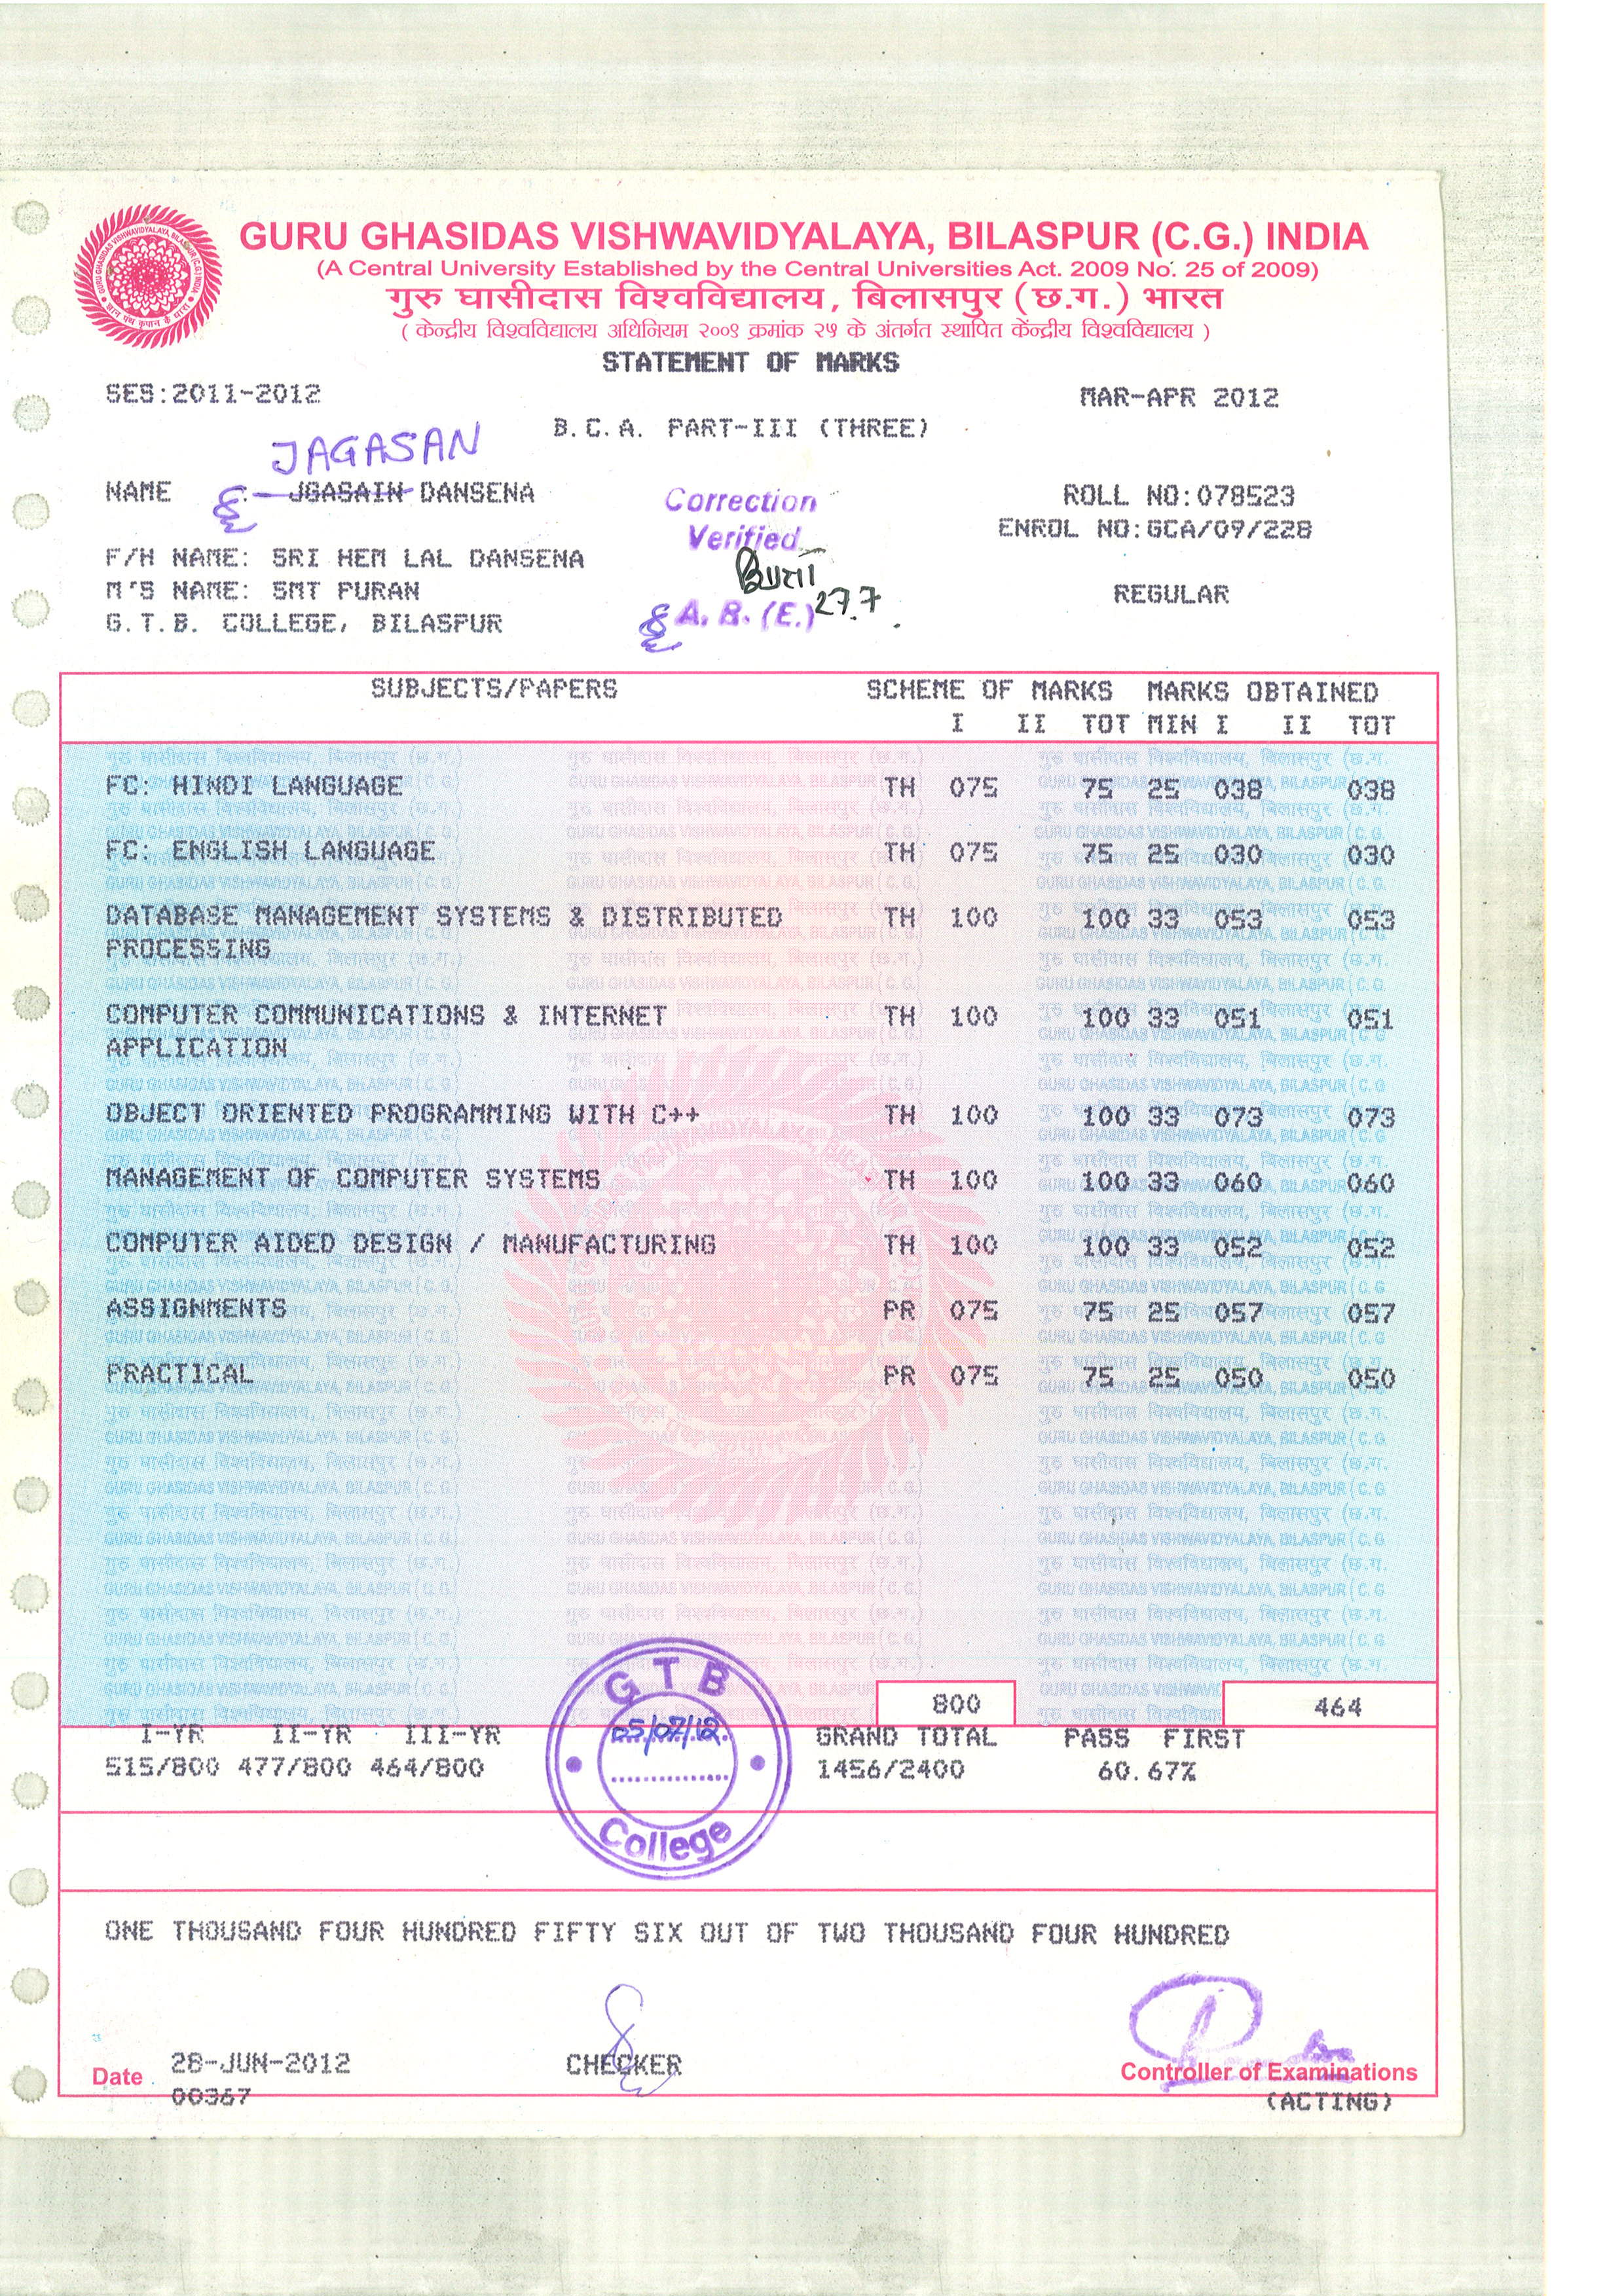 GURU GHASIDAS VISHWAVIDYALAYA, BILASPUR (C.G.) INDIA
(A Central University Established by the Central Universities Act. 2009 No. 25 of 2009)
गुरु घासीदास विश्वविद्यालय, बिलासपुर (छ.ग.) भारत
( केन्द्रीय विश्वविद्यालय अधिनियम २००९ क्रमांक २५ के अंतर्गत स्थापित केंद्रीय विश्वविद्यालय )
STATEMENT OF MARKS
SES:2011-2012 MAR-APR 2012
B.C.A. PART-III (THREE)
JAGASAN
NAME : JGASAIN DANSENA ROLL NO:078523
Correction
Verified
ENROL NO:GCA/09/228
F/H NAME: SRI HEM LAL DANSENA
M'S NAME: SMT PURAN REGULAR
27.7
A. R. (E.)
G.T.B. COLLEGE, BILASPUR
SUBJECTS/PAPERS SCHEME OF MARKS MARKS OBTAINED
I II TOT MIN I II TOT
FC: HINDI LANGUAGE TH 075 75 25 038 038
FC: ENGLISH LANGUAGE TH 075 75 25 030 030
DATABASE MANAGEMENT SYSTEMS & DISTRIBUTED TH 100 100 33 053 053
PROCESSING
COMPUTER COMMUNICATIONS & INTERNET TH 100 100 33 051 051
APPLICATION
OBJECT ORIENTED PROGRAMMING WITH C++ TH 100 100 33 073 073
MANAGEMENT OF COMPUTER SYSTEMS TH 100 100 33 060 060
COMPUTER AIDED DESIGN / MANUFACTURING TH 100 100 33 052 052
ASSIGNMENTS PR 075 75 25 057 057
PRACTICAL PR 075 75 25 050 050
800 464
I-YR II-YR III-YR GRAND TOTAL PASS FIRST
515/800 477/800 464/800 1456/2400 60.67%
GTB
05/07/12
College
ONE THOUSAND FOUR HUNDRED FIFTY SIX OUT OF TWO THOUSAND FOUR HUNDRED
Date 28-JUN-2012 CHECKER Controller of Examinations
00367 (ACTING)